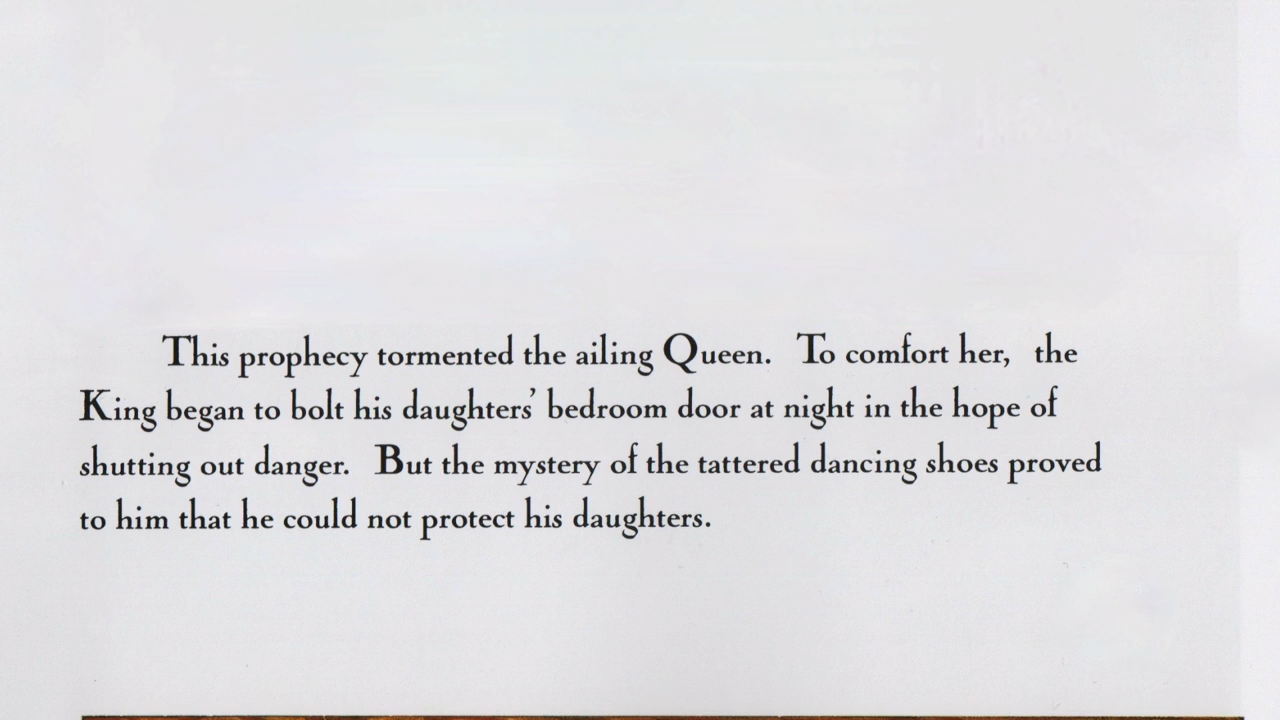 This prophecy tormented the ailing Queen. To comfort her, the
King began to bolt his daughters’ bedroom door at night in the hope of
shutting out danger. But the mystery of the tattered dancing shoes proved
to him that he could not protect his daughters.